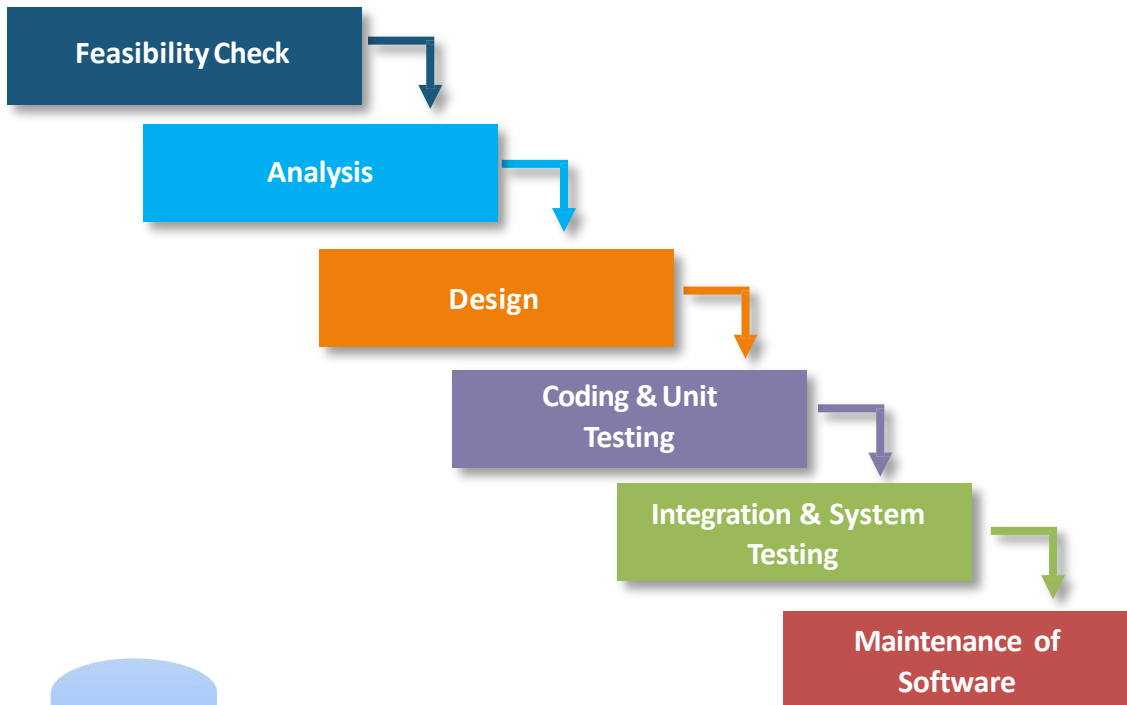 Feasibility Check
Analysis
Design
Coding & Unit
Testing
Integration & System
Testing
Maintenance of
Software